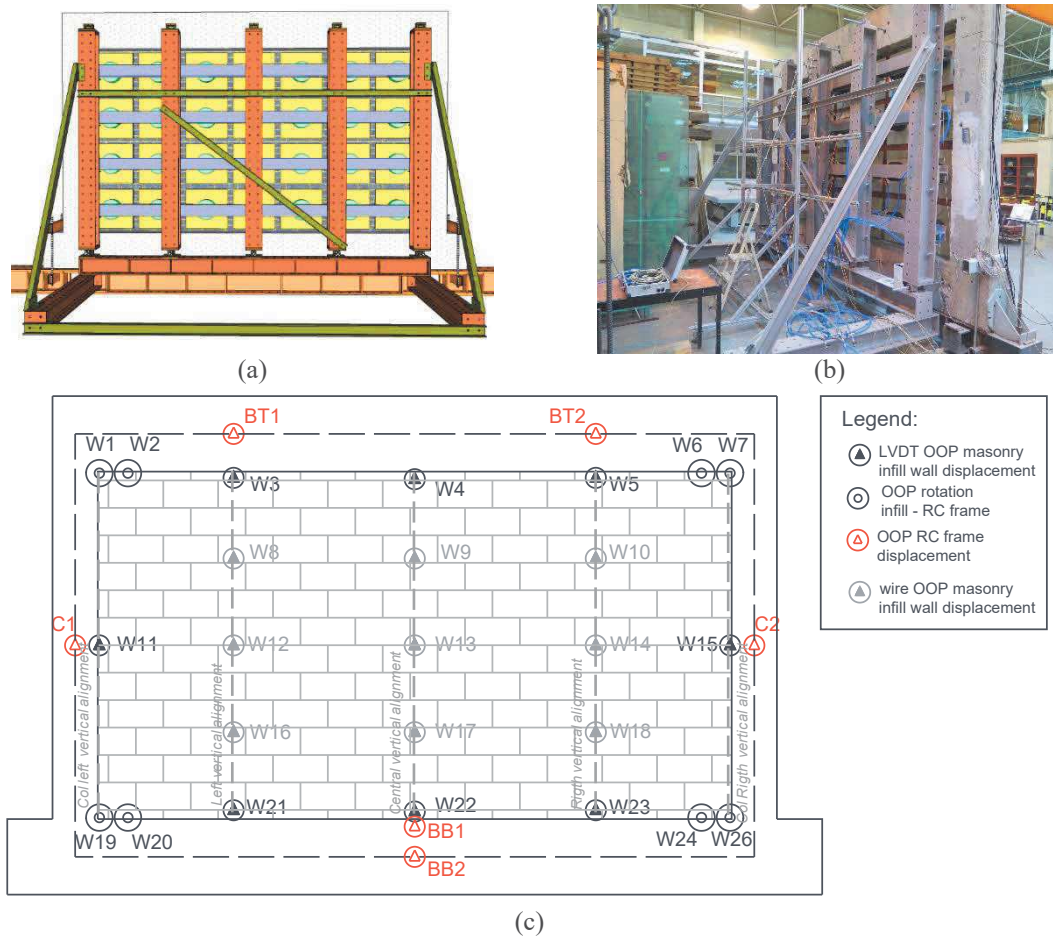 (a)
(b)
BT1
BT2
W1
W2
W6
W7
W3
W4
W5
W8
W9
W10
C1
C2
W11
W12
W13
W14
W15
Col left vertical alignment
Left vertical alignment
Central vertical alignment
Rigth vertical alignment
Col Rigth vertical alignment
W16
W17
W18
W21
W22
W23
BB1
W19
W20
W24
W26
BB2
(c)
Legend:
LVDT OOP masonry
infill wall displacement
OOP rotation
infill - RC frame
OOP RC frame
displacement
wire OOP masonry
infill wall displacement